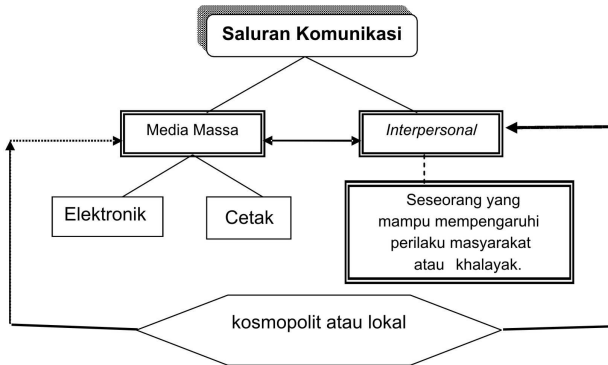 Saluran Komunikasi
Media Massa
Interpersonal
Elektronik
Cetak
Seseorang yang
mampu mempengaruhi
perilaku masyarakat
atau khalayak.
kosmopolit atau lokal